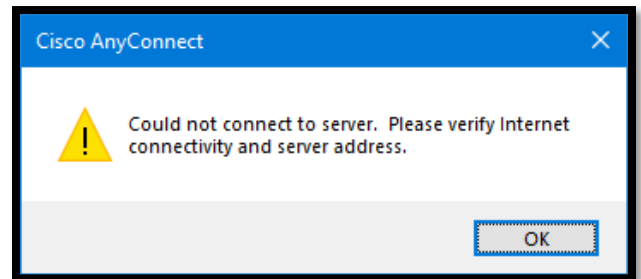 Cisco AnyConnect
Could not connect to server.  Please verify Internet
connectivity and server address.
OK